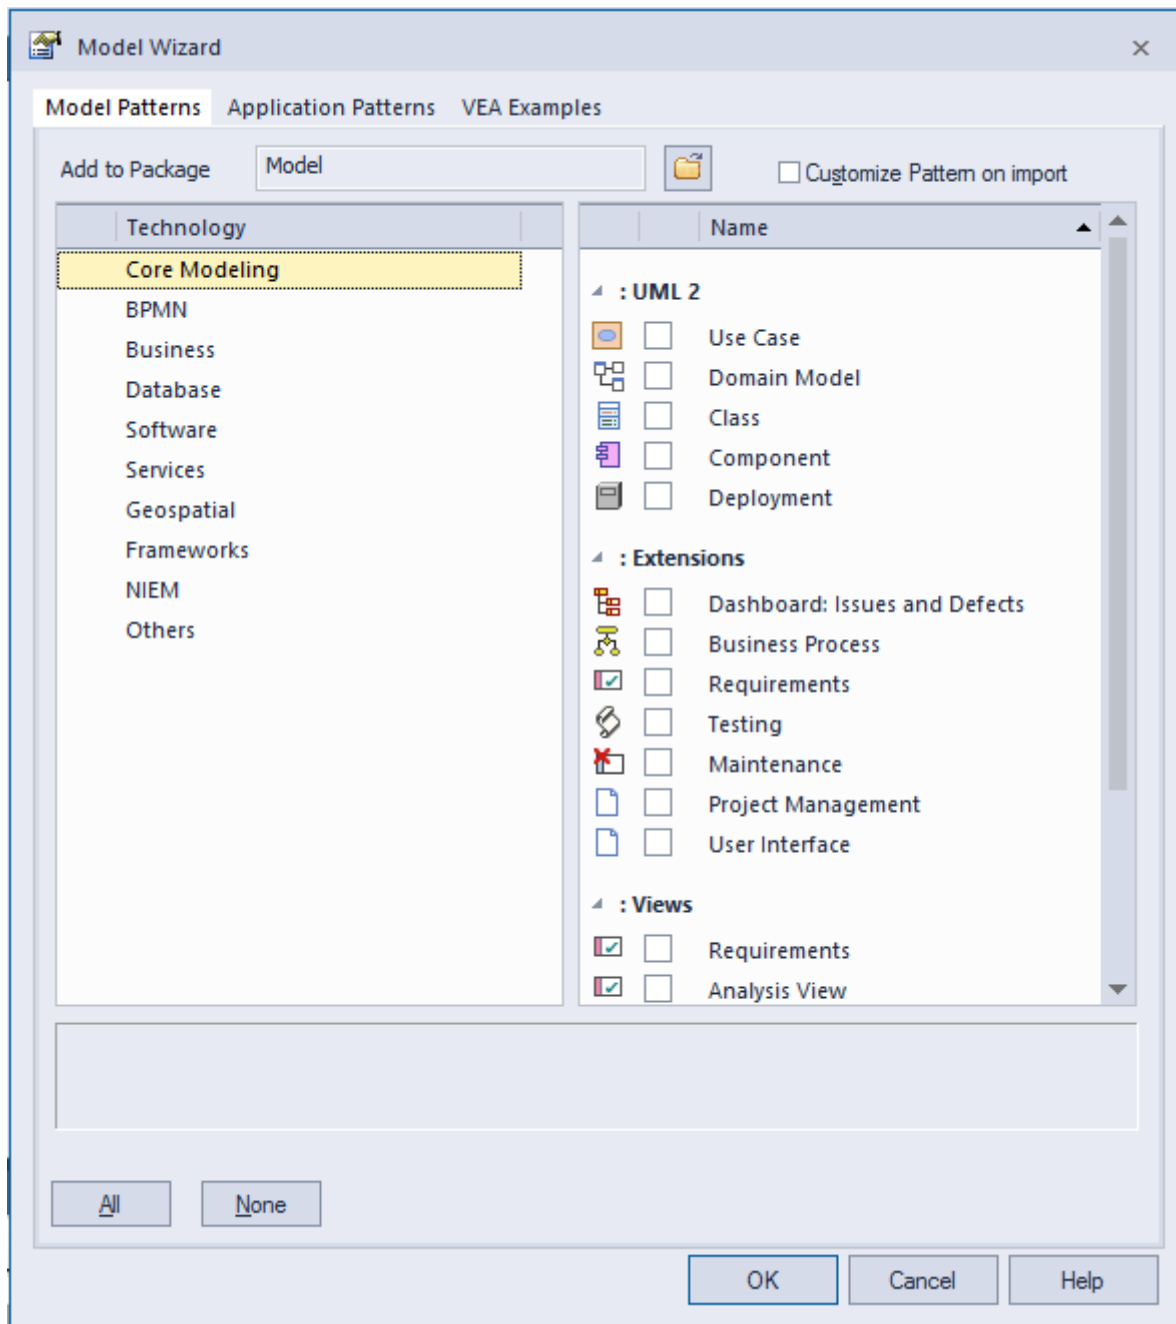 Model Wizard
Model Patterns Application Patterns VEA Examples
Add to Package Model Customize Pattern on import
Technology
Core Modeling
BPMN
Business
Database
Software
Services
Geospatial
Frameworks
NIEM
Others
Name
: UML 2
Use Case
Domain Model
Class
Component
Deployment
: Extensions
Dashboard: Issues and Defects
Business Process
Requirements
Testing
Maintenance
Project Management
User Interface
: Views
Requirements
Analysis View
All None
OK Cancel Help